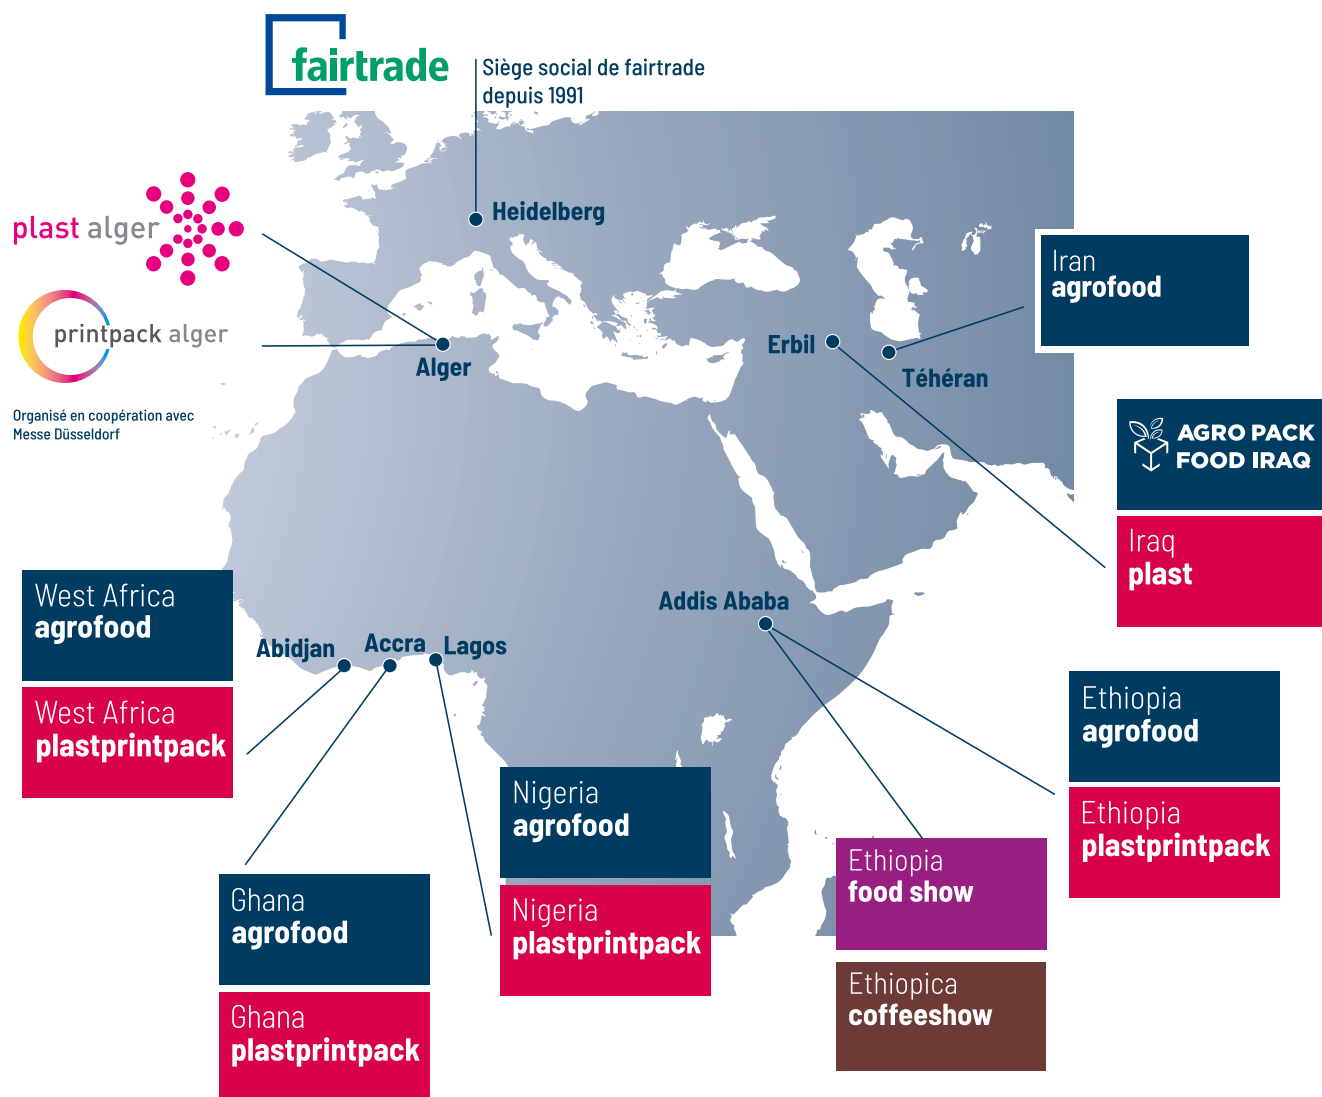 fairtrade
Siège social de fairtrade
depuis 1991
plast alger
Heidelberg
Iran
agrofood
printpack alger
Erbil
Alger
Téhéran
Organisé en coopération avec
Messe Düsseldorf
AGRO PACK
FOOD IRAQ
Iraq
plast
West Africa
agrofood
Addis Ababa
Abidjan
Accra
Lagos
West Africa
plastprintpack
Ethiopia
agrofood
Nigeria
agrofood
Ethiopia
plastprintpack
Ethiopia
food show
Ghana
agrofood
Nigeria
plastprintpack
Ethiopica
coffeeshow
Ghana
plastprintpack